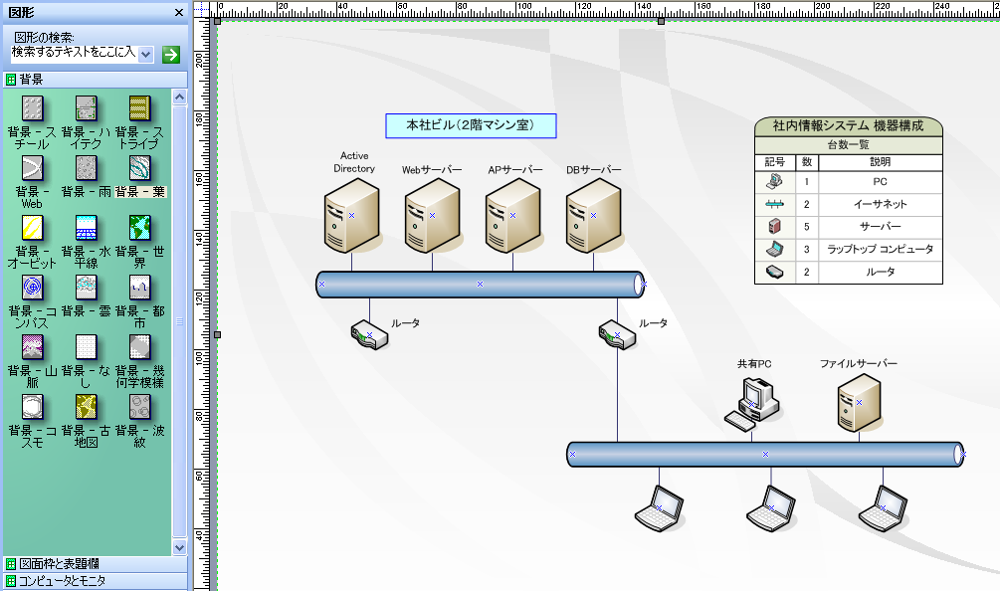 図形
図形の検索:
検索するテキストをここに入
背景
背景 - スチール
背景 - ハイテク
背景 - ストライプ
背景 - Web
背景 - 雨
背景 - 葉
背景 - オービット
背景 - 水平線
背景 - 世界
背景 - コンパス
背景 - 雲
背景 - 都市
背景 - 山脈
背景 - なし
背景 - 幾何学模様
背景 - コスモ
背景 - 古地図
背景 - 波紋
図面枠と表題欄
コンピュータとモニタ
0 20 40 60 80 100 120 140 160 180 200 220 240
200
180
160
140
120
100
80
60
40
本社ビル(2階マシン室)
Active Directory
Webサーバー
APサーバー
DBサーバー
ルータ
ルータ
共有PC
ファイルサーバー
社内情報システム 機器構成
台数一覧
記号 数 説明
1 PC
2 イーサネット
5 サーバー
3 ラップトップ コンピュータ
2 ルータ